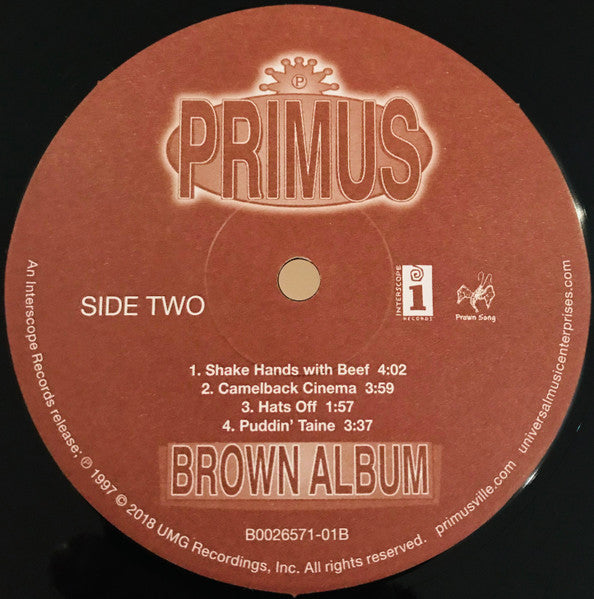 P
PRIMUS
SIDE TWO
INTERSCOPE
i
RECORDS
Prawn Song
1. Shake Hands with Beef 4:02
2. Camelback Cinema 3:59
3. Hats Off 1:57
4. Puddin' Taine 3:37
BROWN ALBUM
B0026571-01B
An Interscope Records release; ℗ 1997 © 2018 UMG Recordings, Inc. All rights reserved. primusville.com universalmusicenterprises.com